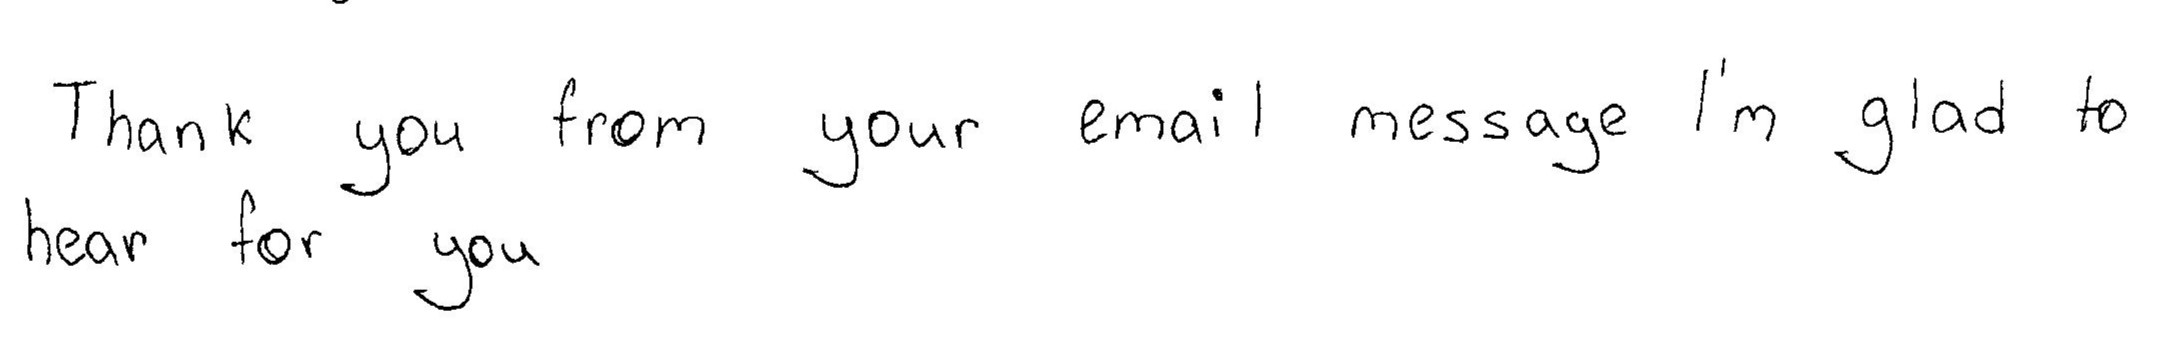 Thank you from your email message I'm glad to
hear for you